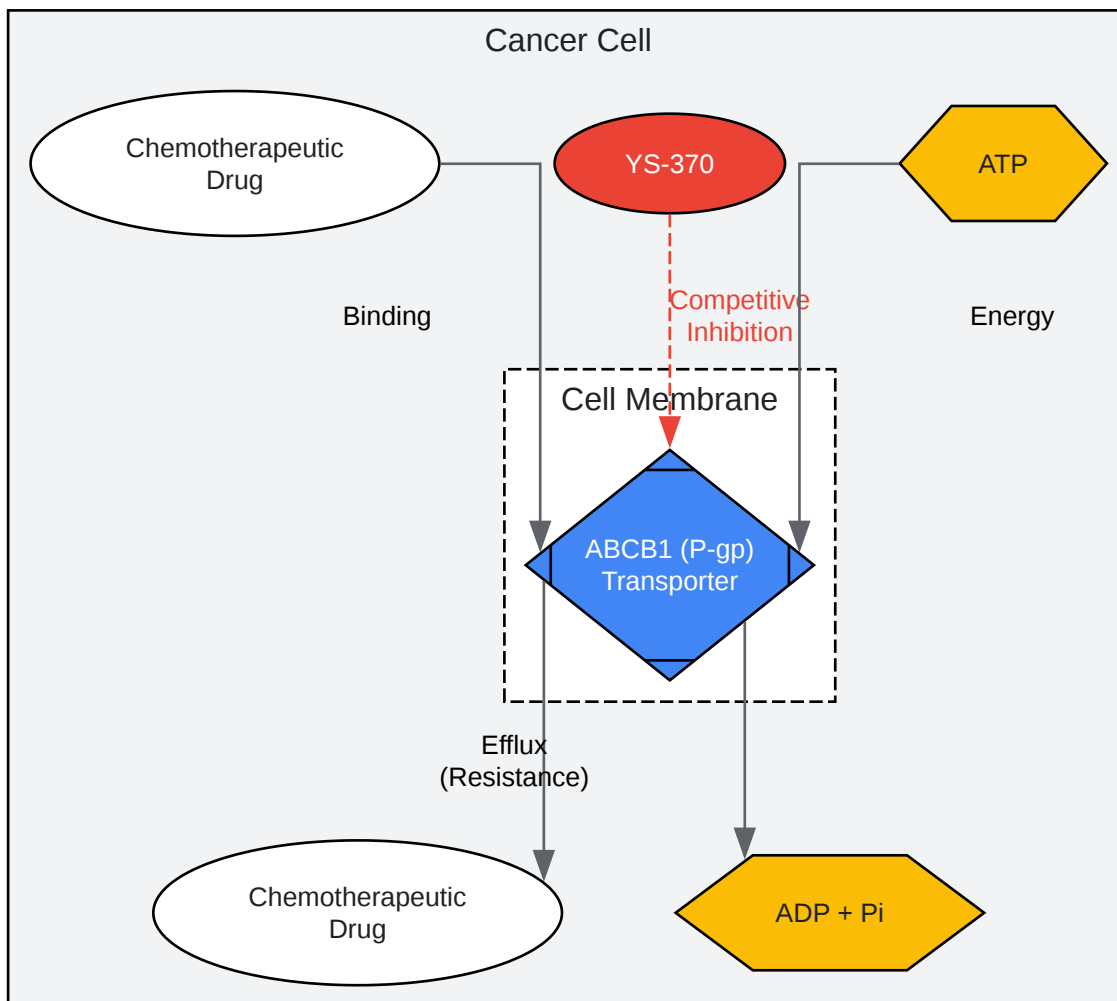 Cancer Cell
Chemotherapeutic
Drug
YS-370
ATP
Binding
Competitive
Inhibition
Energy
Cell Membrane
ABCB1 (P-gp)
Transporter
Efflux
(Resistance)
Chemotherapeutic
Drug
ADP + Pi